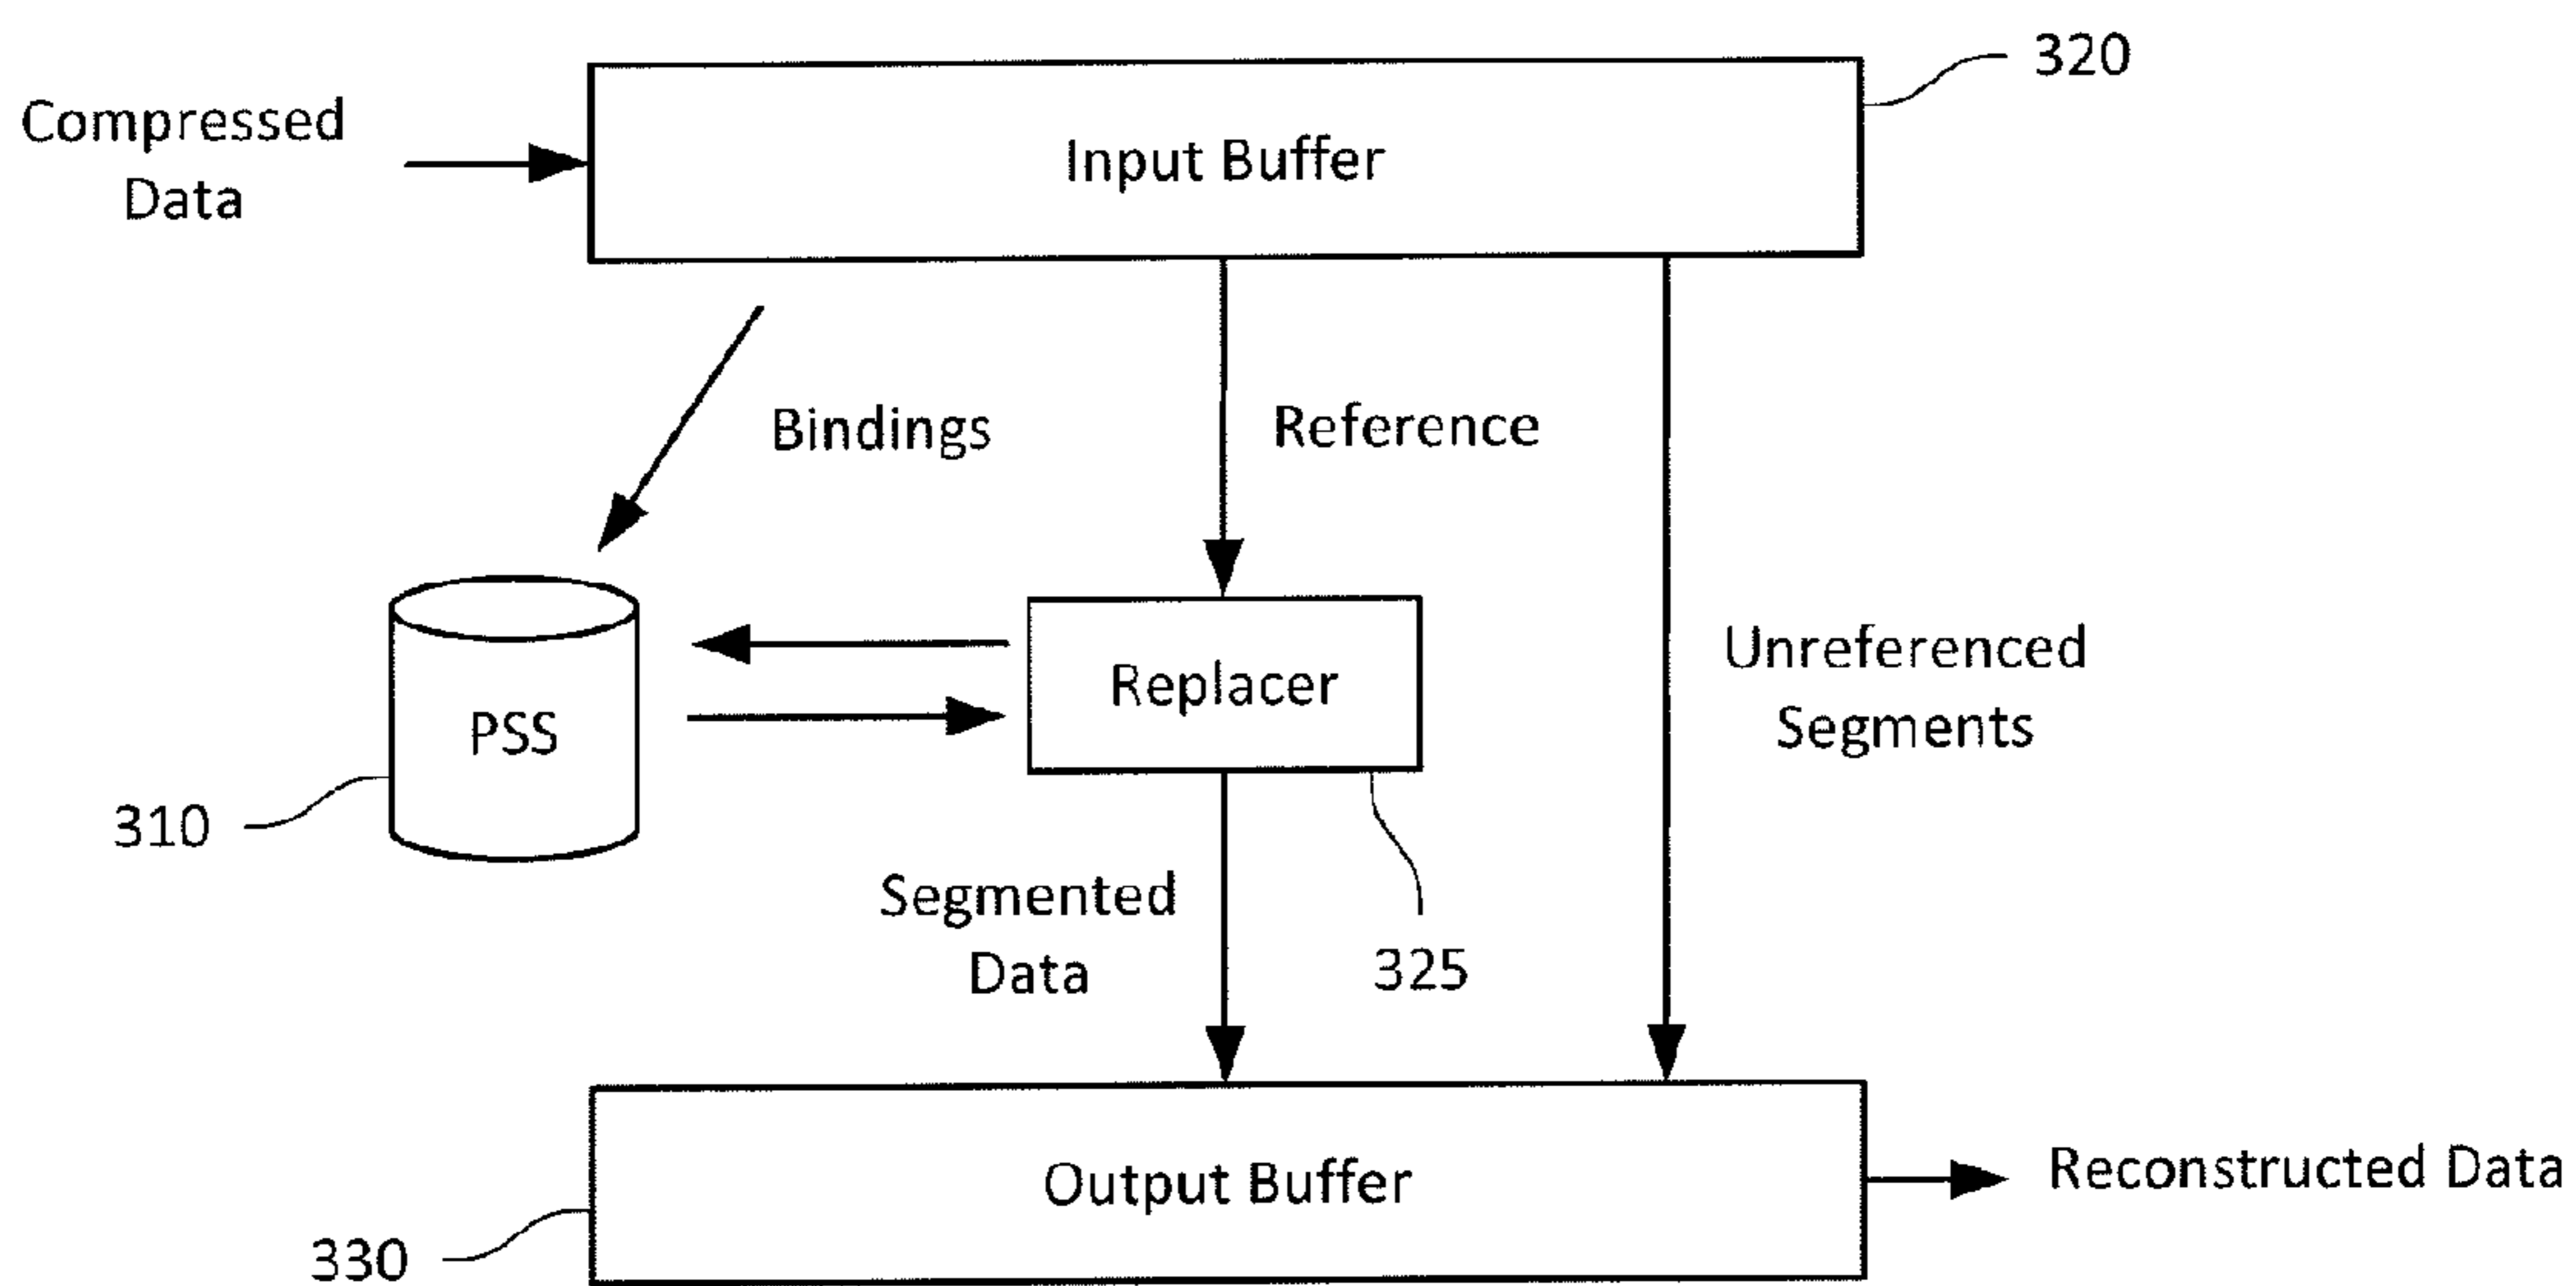 320
Compressed
Data
Input Buffer
Bindings
Reference
Unreferenced
Segments
Replacer
PSS
310
Segmented
Data
325
Output Buffer
Reconstructed Data
330